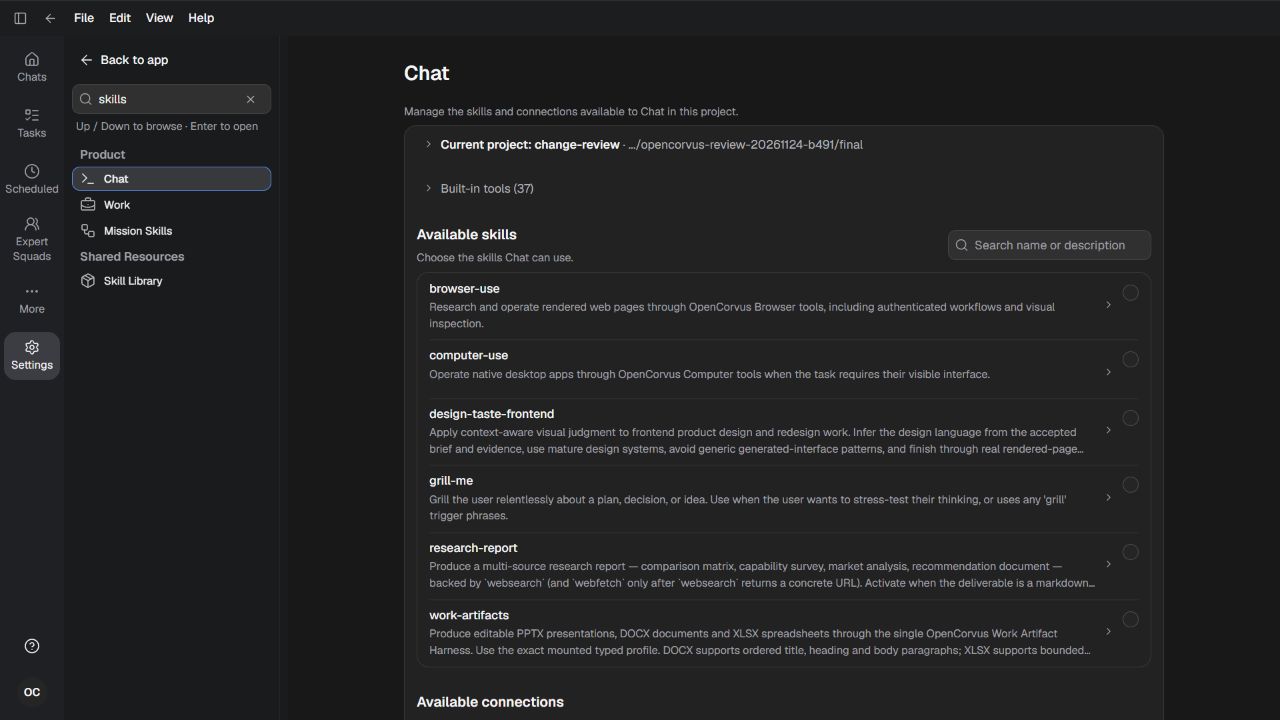 File Edit View Help
Chats
Tasks
Scheduled
Expert
Squads
More
Settings
OC
Back to app
skills
Up / Down to browse · Enter to open
Product
Chat
Work
Mission Skills
Shared Resources
Skill Library
Chat
Manage the skills and connections available to Chat in this project.
Current project: change-review · .../opencorvus-review-20261124-b491/final
Built-in tools (37)
Available skills
Choose the skills Chat can use.
Search name or description
browser-use
Research and operate rendered web pages through OpenCorvus Browser tools, including authenticated workflows and visual
inspection.
computer-use
Operate native desktop apps through OpenCorvus Computer tools when the task requires their visible interface.
design-taste-frontend
Apply context-aware visual judgment to frontend product design and redesign work. Infer the design language from the accepted
brief and evidence, use mature design systems, avoid generic generated-interface patterns, and finish through real rendered-page...
grill-me
Grill the user relentlessly about a plan, decision, or idea. Use when the user wants to stress-test their thinking, or uses any 'grill'
trigger phrases.
research-report
Produce a multi-source research report — comparison matrix, capability survey, market analysis, recommendation document —
backed by `websearch` (and `webfetch` only after `websearch` returns a concrete URL). Activate when the deliverable is a markdown...
work-artifacts
Produce editable PPTX presentations, DOCX documents and XLSX spreadsheets through the single OpenCorvus Work Artifact
Harness. Use the exact mounted typed profile. DOCX supports ordered title, heading and body paragraphs; XLSX supports bounded...
Available connections